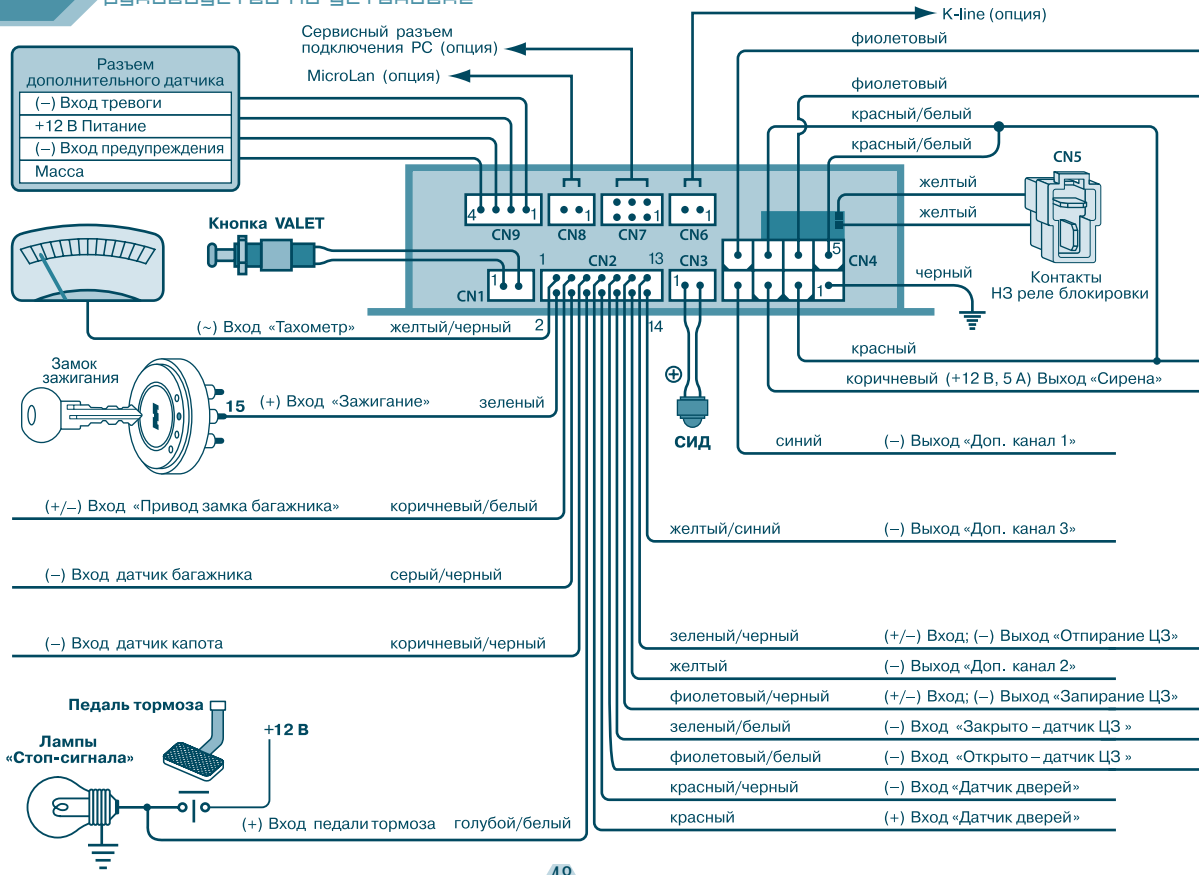 руководство по установке
K-line (опция)
Сервисный разъем
подключения PC (опция)
MicroLan (опция)
Разъем
дополнительного датчика
(–) Вход тревоги
+12 В Питание
(–) Вход предупреждения
Масса
фиолетовый
фиолетовый
красный/белый
красный/белый
CN5
желтый
желтый
Контакты
НЗ реле блокировки
черный
Кнопка VALET
4 1
CN9
1
CN8
1
CN7
1
CN6
5
CN4
1
CN1
1
1 CN2 13
2 14
CN3
1
(~) Вход «Тахометр» желтый/черный
красный
коричневый (+12 В, 5 А) Выход «Сирена»
СИД
синий (–) Выход «Доп. канал 1»
Замок
зажигания
15 (+) Вход «Зажигание» зеленый
(+/–) Вход «Привод замка багажника» коричневый/белый
желтый/синий (–) Выход «Доп. канал 3»
(–) Вход датчик багажника серый/черный
(–) Вход датчик капота коричневый/черный
зеленый/черный (+/–) Вход; (–) Выход «Отпирание ЦЗ»
желтый (–) Выход «Доп. канал 2»
фиолетовый/черный (+/–) Вход; (–) Выход «Запирание ЦЗ»
зеленый/белый (–) Вход «Закрыто – датчик ЦЗ »
фиолетовый/белый (–) Вход «Открыто – датчик ЦЗ »
красный/черный (–) Вход «Датчик дверей»
красный (+) Вход «Датчик дверей»
Педаль тормоза
+12 В
Лампы
«Стоп-сигнала»
(+) Вход педали тормоза голубой/белый